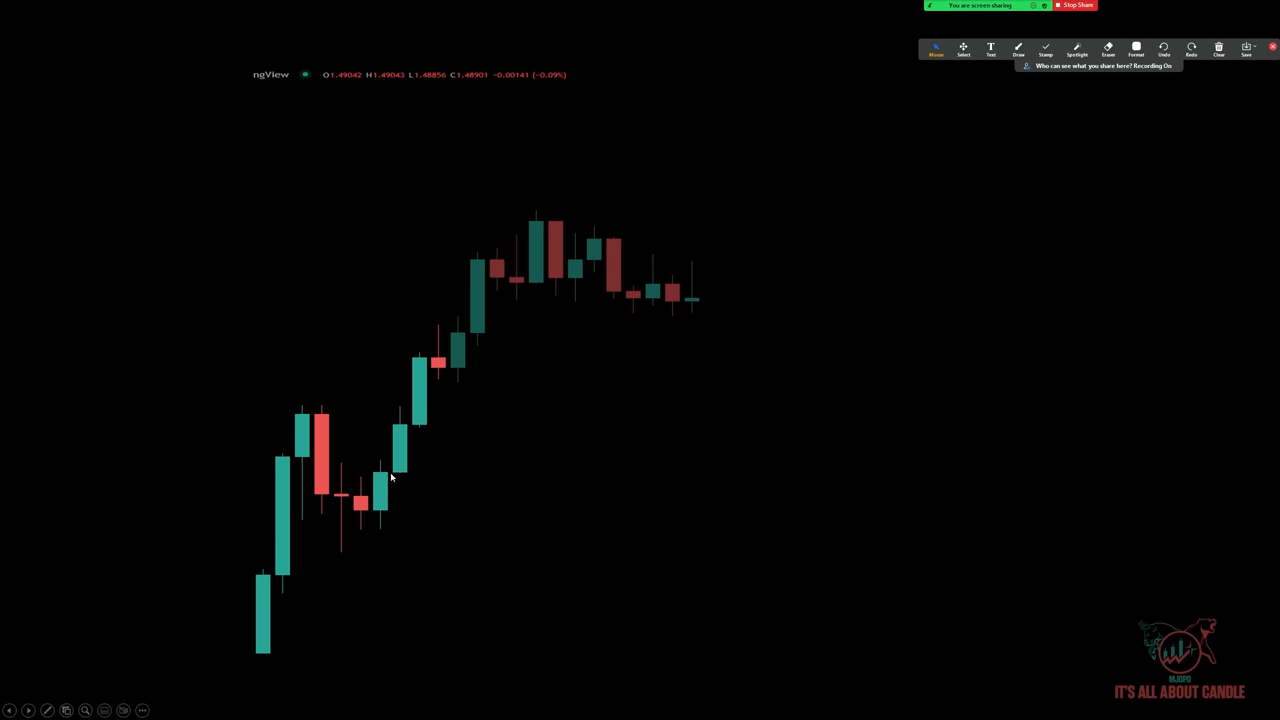 You are screen sharing
Stop Share
Mouse
Select
Text
Draw
Stamp
Spotlight
Eraser
Format
Undo
Redo
Clear
Save
Who can see what you share here? Recording On
ngView O1.49042 H1.49043 L1.48856 C1.48901 -0.00141 (-0.09%)
MJOPO
IT'S ALL ABOUT CANDLE